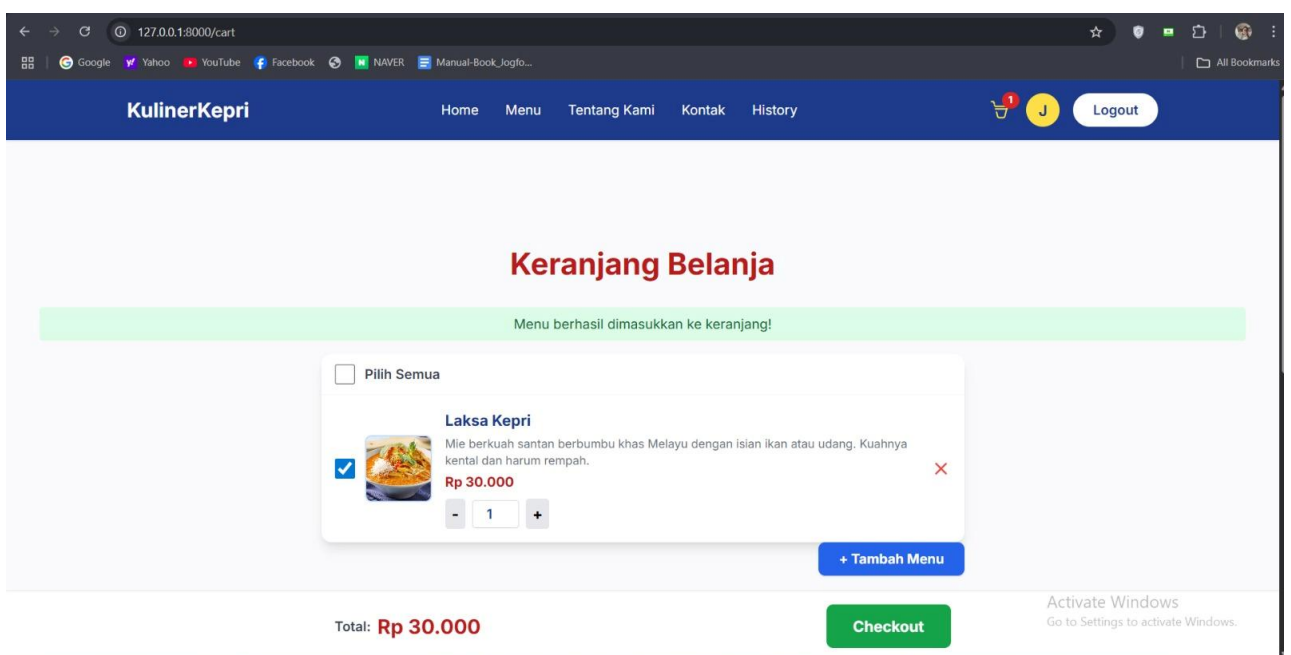 127.0.0.1:8000/cart
Google Yahoo YouTube Facebook NAVER Manual-Book_Jogfo... All Bookmarks
KulinerKepri Home Menu Tentang Kami Kontak History 1 J Logout
Keranjang Belanja
Menu berhasil dimasukkan ke keranjang!
Pilih Semua
Laksa Kepri
Mie berkuah santan berbumbu khas Melayu dengan isian ikan atau udang. Kuahnya
kental dan harum rempah.
Rp 30.000
- 1 +
+ Tambah Menu
Total: Rp 30.000 Checkout
Activate Windows
Go to Settings to activate Windows.